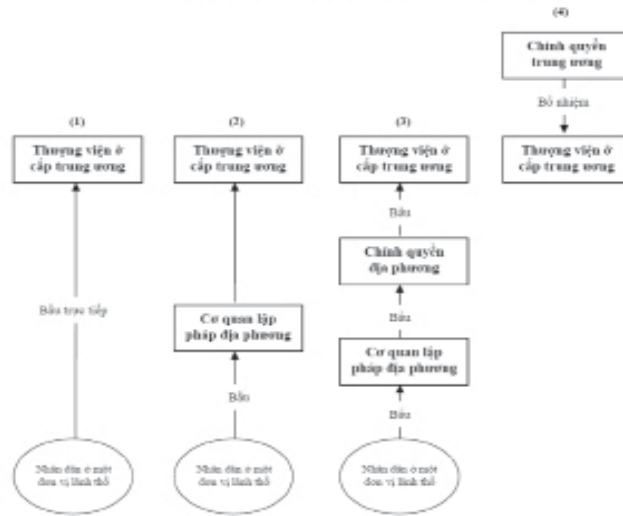 (4)
Chính quyền
trung ương
Bổ nhiệm
(1)
(2)
(3)
Thượng viện ở
cấp trung ương
Thượng viện ở
cấp trung ương
Thượng viện ở
cấp trung ương
Thượng viện ở
cấp trung ương
Bầu
Chính quyền
địa phương
Bầu trực tiếp
Cơ quan lập
pháp địa phương
Bầu
Cơ quan lập
pháp địa phương
Bầu
Bầu
Nhân dân ở một
đơn vị lãnh thổ
Nhân dân ở một
đơn vị lãnh thổ
Nhân dân ở một
đơn vị lãnh thổ